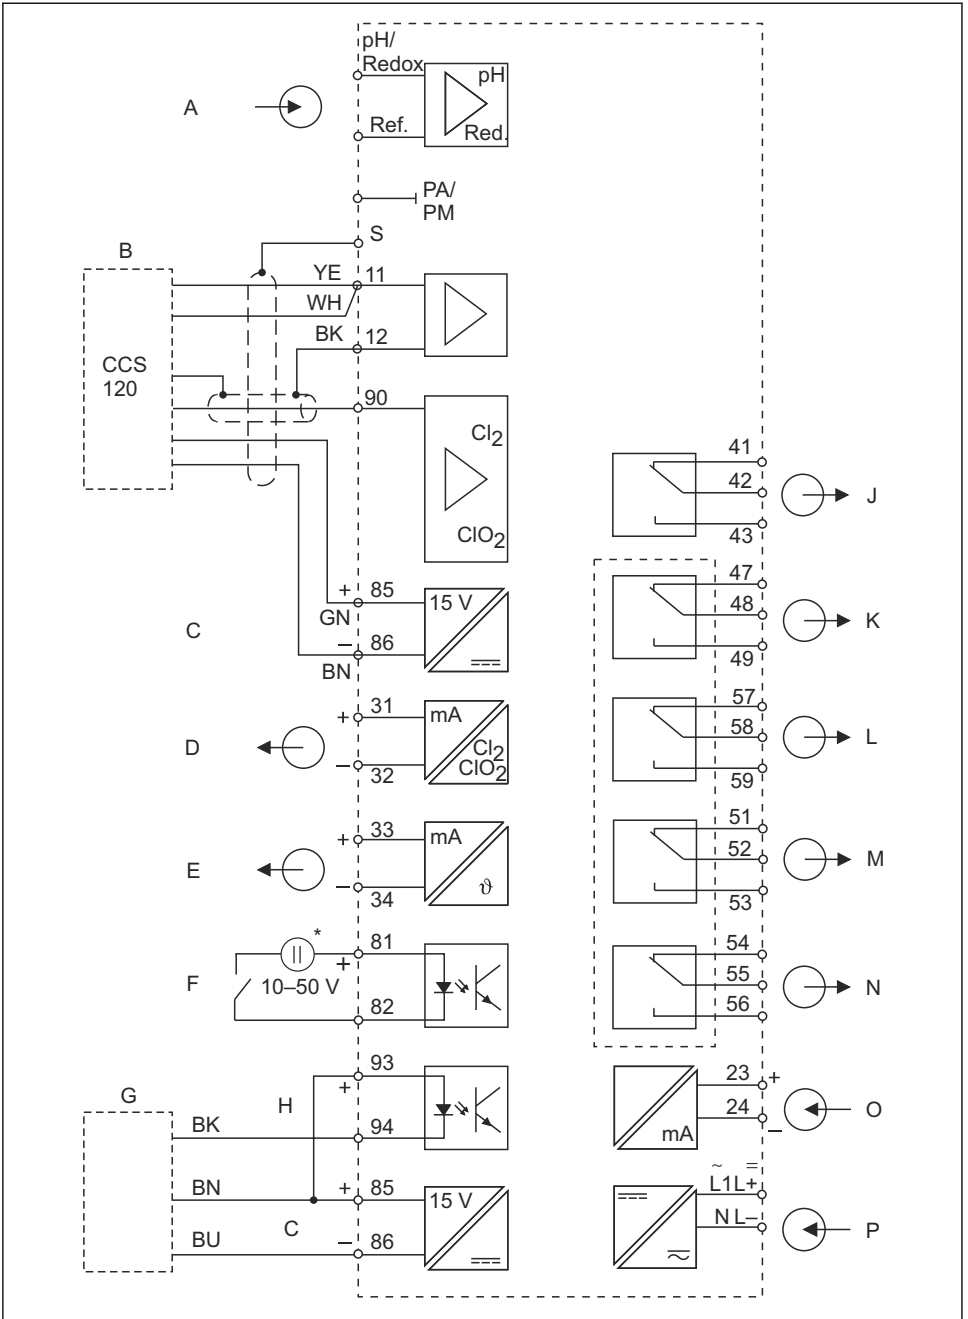 pH/
Redox
pH
A
Ref.
Red.
PA/
PM
S
B
YE
11
WH
BK
12
CCS
120
90
Cl2
ClO2
41
42
J
43
+
85
15 V
GN
C
–
86
BN
47
48
K
49
+
31
mA
D
Cl2
ClO2
–
32
57
58
L
59
+
33
mA
E
ϑ
–
34
51
52
M
53
*
81
+
F
10–50 V
82
54
55
N
56
93
+
G
H
BK
94
BN
+
85
15 V
C
BU
–
86
23
+
24
O
–
mA
~ =
L1 L+
N L–
P